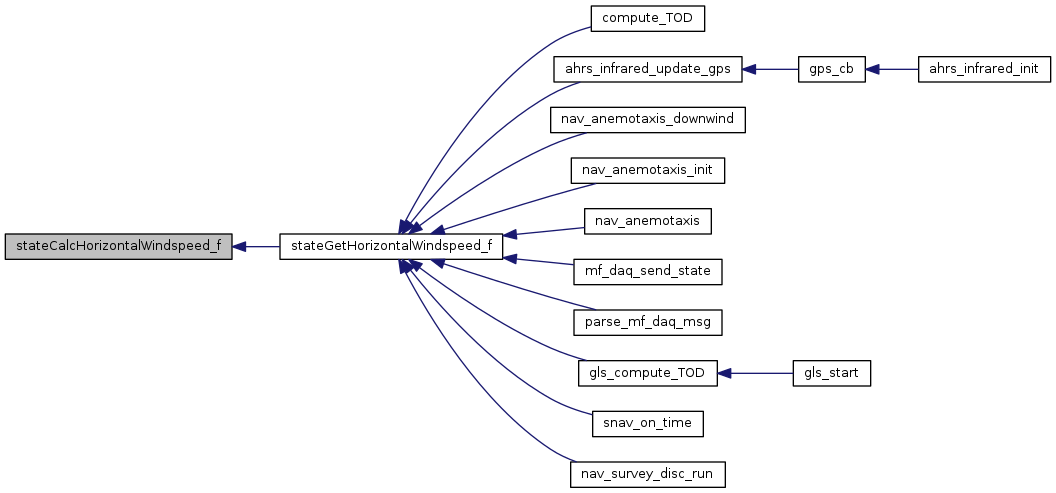 compute_TOD
ahrs_infrared_update_gps
gps_cb
ahrs_infrared_init
nav_anemotaxis_downwind
nav_anemotaxis_init
nav_anemotaxis
stateCalcHorizontalWindspeed_f
stateGetHorizontalWindspeed_f
mf_daq_send_state
parse_mf_daq_msg
gls_compute_TOD
gls_start
snav_on_time
nav_survey_disc_run